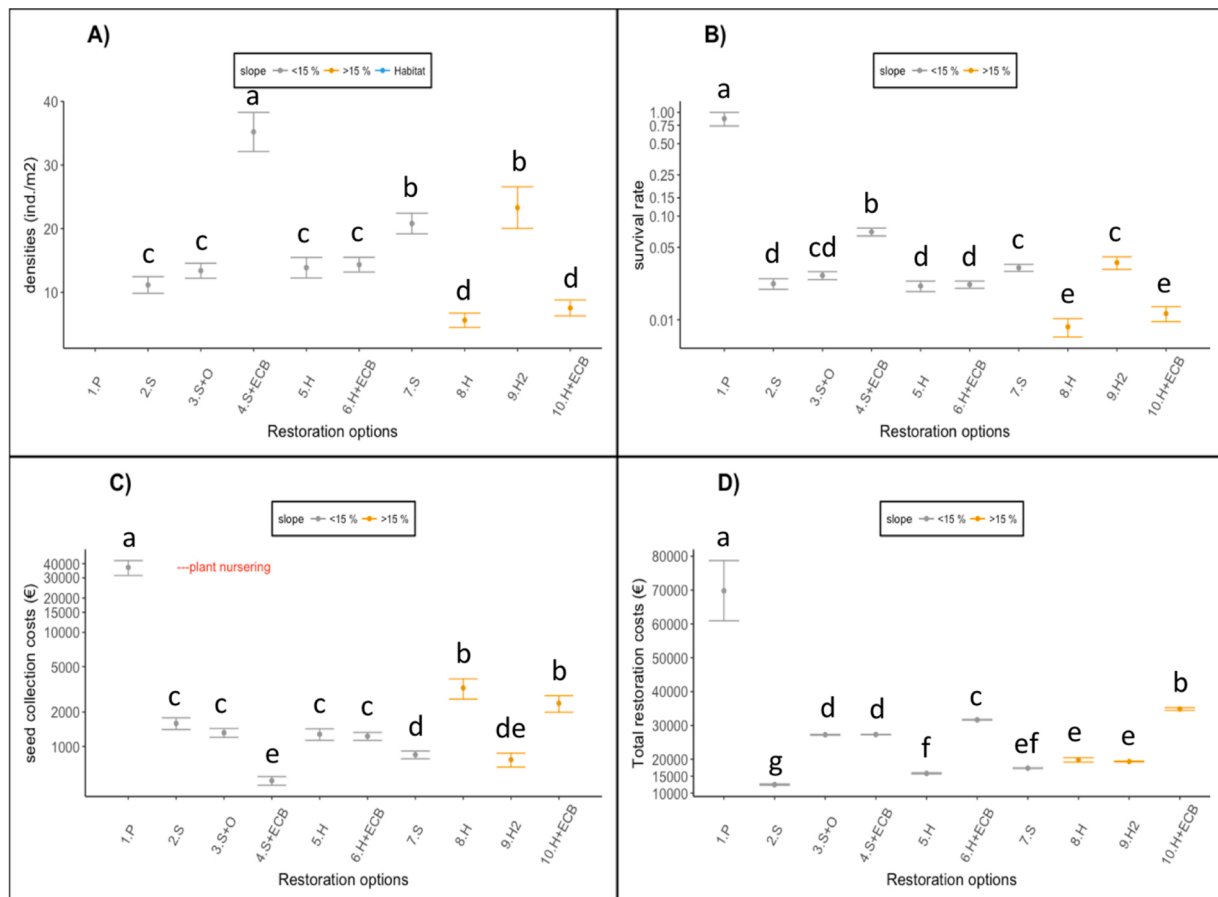 A)
slope <15 % >15 % Habitat
densities (ind./m2)
40
30
20
10
c
c
a
c
c
b
d
b
d
1.P
2.S
3.S+O
4.S+ECB
5.H
6.H+ECB
7.S
8.H
9.H2
10.H+ECB
Restoration options
B)
slope <15 % >15 %
survival rate
1.00
0.75
0.50
0.25
0.15
0.10
0.05
0.01
a
d
cd
b
d
d
c
e
c
e
1.P
2.S
3.S+O
4.S+ECB
5.H
6.H+ECB
7.S
8.H
9.H2
10.H+ECB
Restoration options
C)
slope <15 % >15 %
seed collection costs (€)
40000
30000
20000
15000
10000
5000
2000
1000
a
---plant nursering
c
c
e
c
c
d
b
de
b
1.P
2.S
3.S+O
4.S+ECB
5.H
6.H+ECB
7.S
8.H
9.H2
10.H+ECB
Restoration options
D)
slope <15 % >15 %
Total restoration costs (€)
80000
70000
60000
50000
40000
30000
20000
15000
10000
a
g
d
d
f
c
ef
e
e
b
1.P
2.S
3.S+O
4.S+ECB
5.H
6.H+ECB
7.S
8.H
9.H2
10.H+ECB
Restoration options